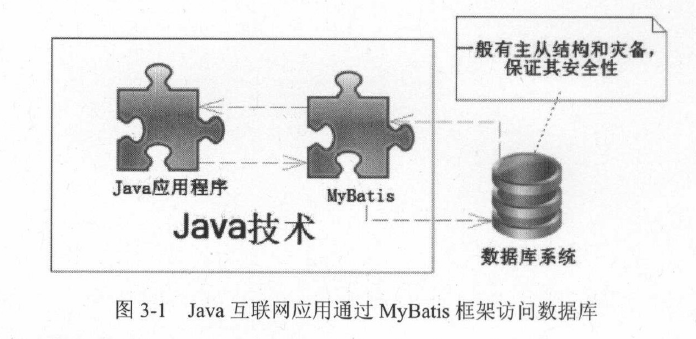 一般有主从结构和灾备，
保证其安全性
Java应用程序
MyBatis
Java技术
数据库系统
图 3-1 Java 互联网应用通过 MyBatis 框架访问数据库